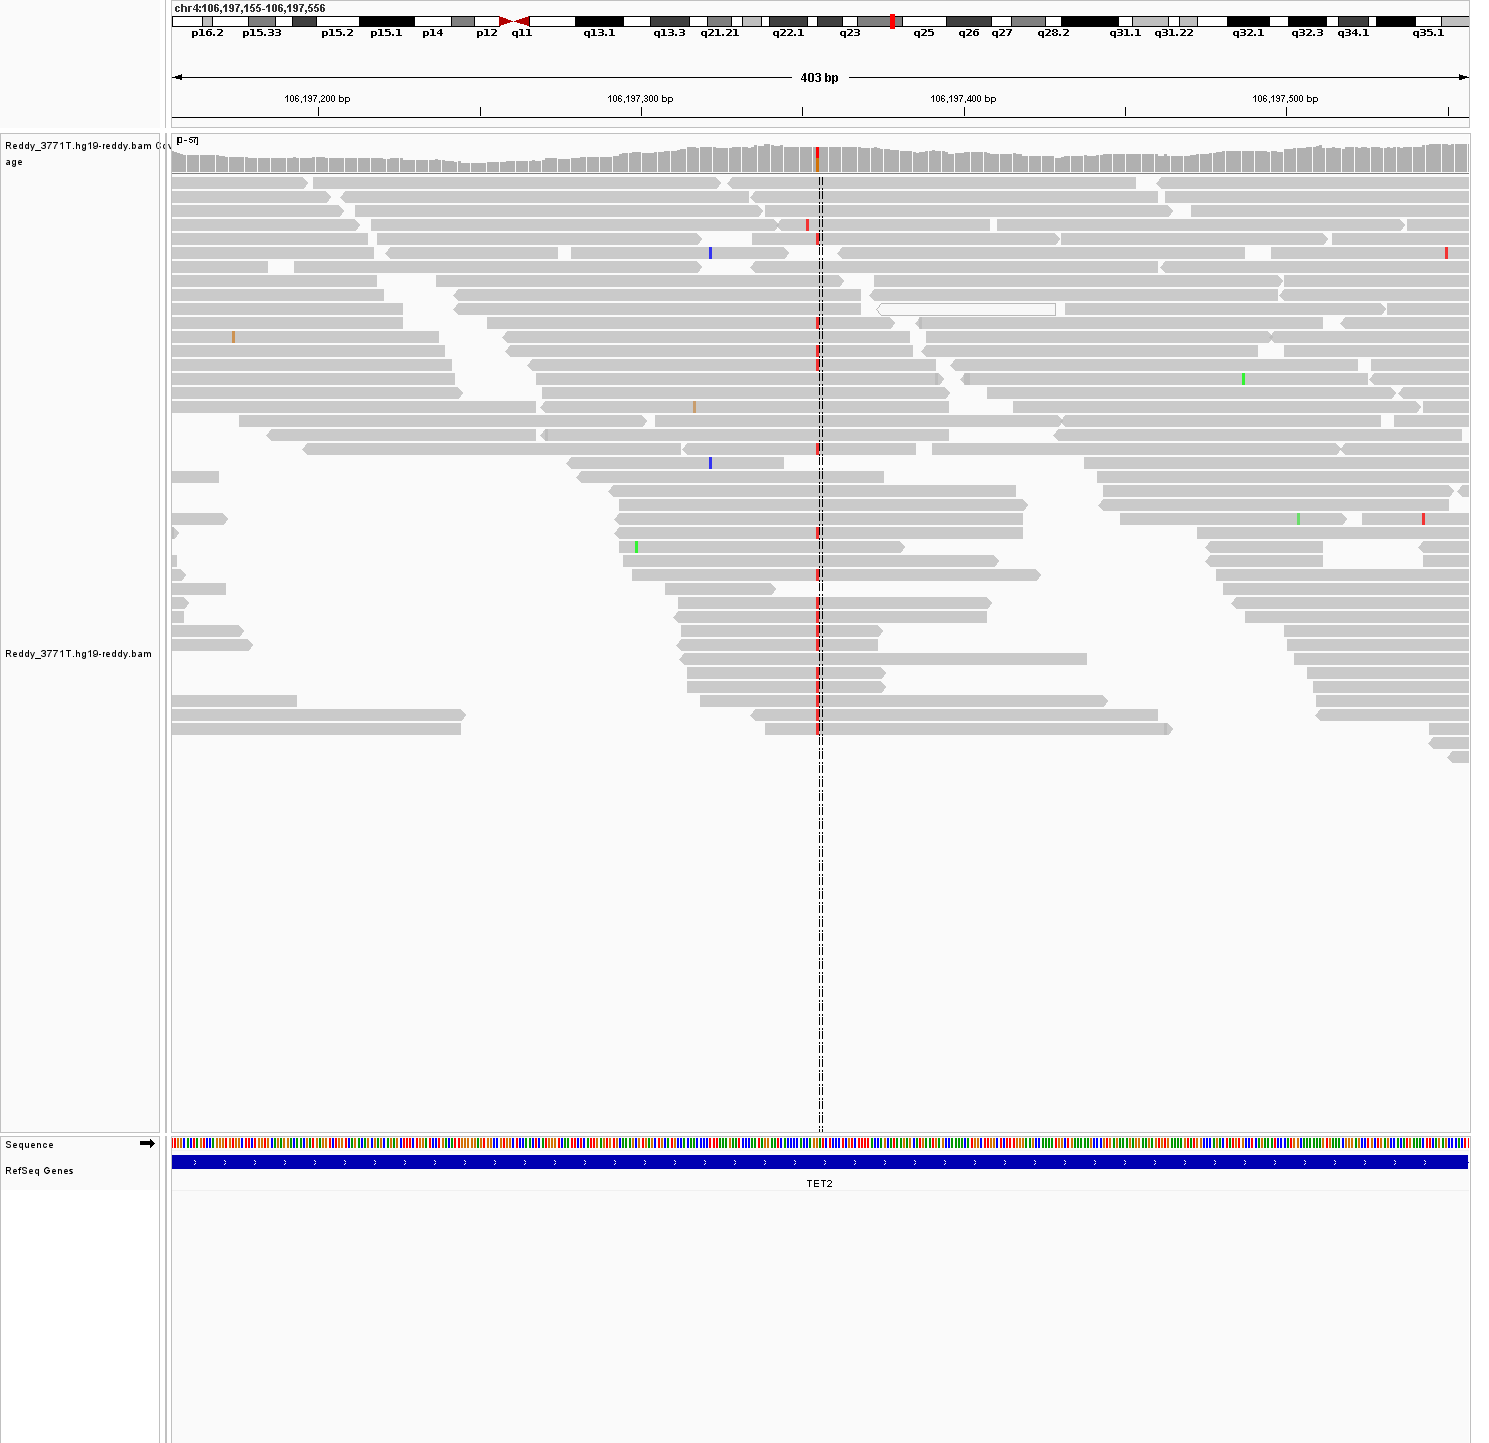 chr4:106,197,155-106,197,556
p16.2 p15.33 p15.2 p15.1 p14 p12 q11 q13.1 q13.3 q21.21 q22.1 q23 q25 q26 q27 q28.2 q31.1 q31.22 q32.1 q32.3 q34.1 q35.1
403 bp
106,197,200 bp 106,197,300 bp 106,197,400 bp 106,197,500 bp
[0 - 57]
Reddy_3771T.hg19-reddy.bam Cov
age
Reddy_3771T.hg19-reddy.bam
Sequence
RefSeq Genes
TET2